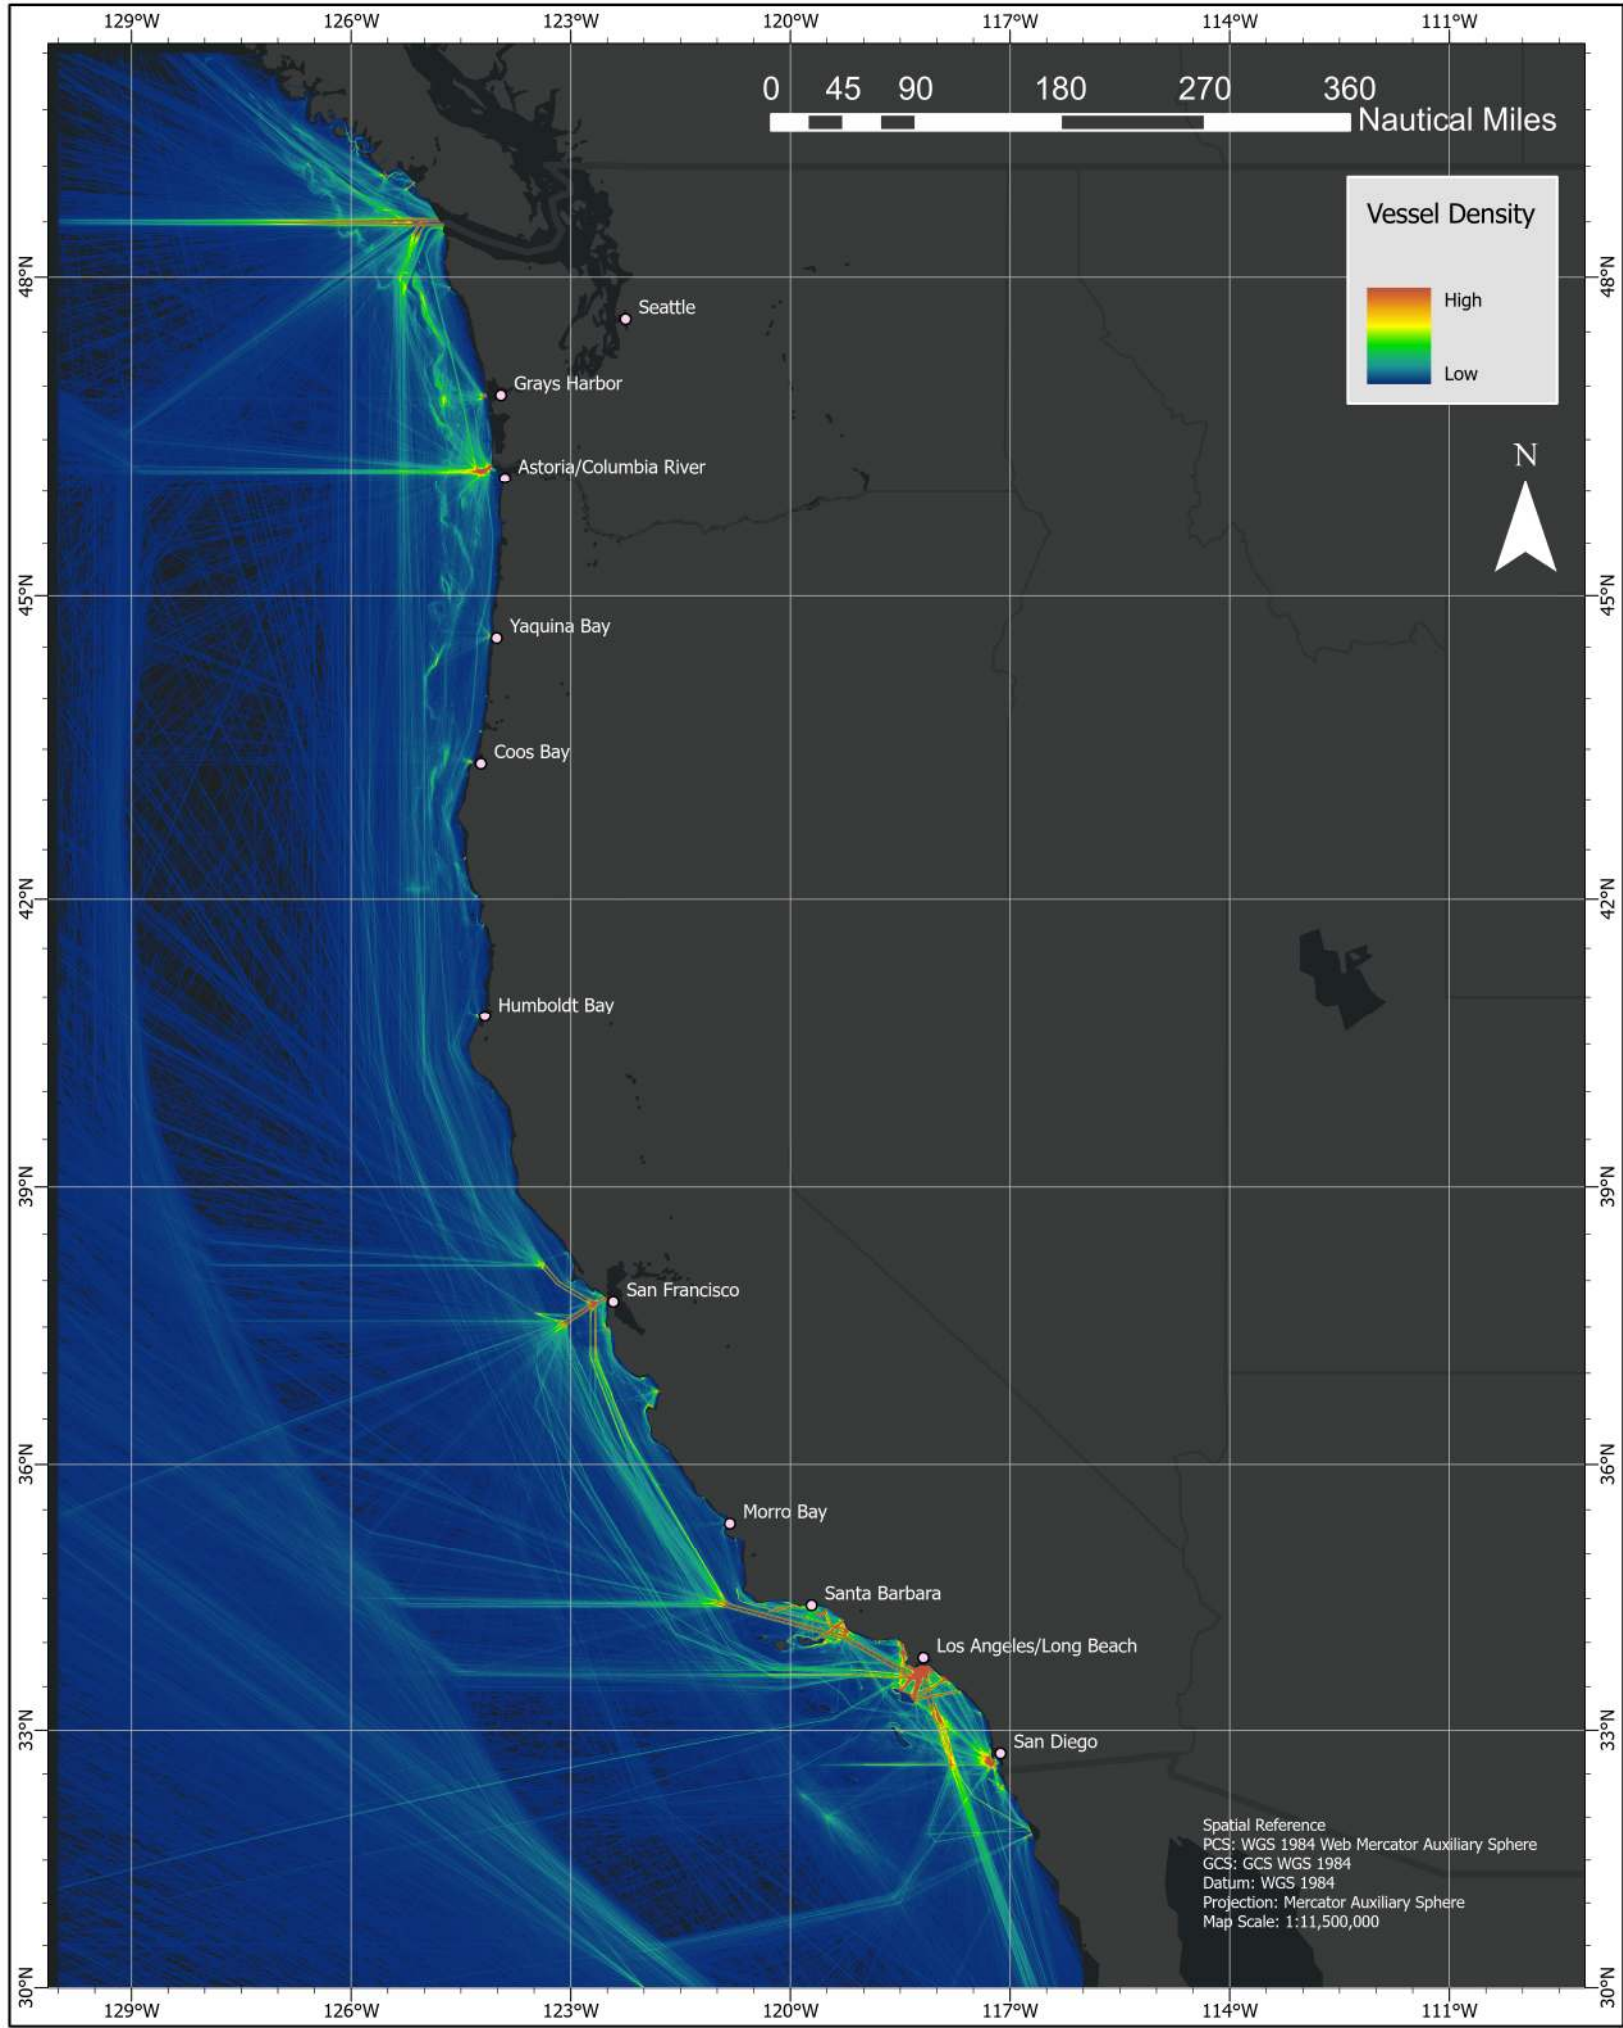 129°W 126°W 123°W 120°W 117°W 114°W 111°W
0 45 90 180 270 360
Nautical Miles
Vessel Density
High
Low
N
48°N 48°N
Seattle
Grays Harbor
Astoria/Columbia River
45°N 45°N
Yaquina Bay
Coos Bay
42°N 42°N
Humboldt Bay
39°N 39°N
San Francisco
36°N 36°N
Morro Bay
Santa Barbara
Los Angeles/Long Beach
33°N 33°N
San Diego
Spatial Reference
PCS: WGS 1984 Web Mercator Auxiliary Sphere
GCS: GCS WGS 1984
Datum: WGS 1984
Projection: Mercator Auxiliary Sphere
Map Scale: 1:11,500,000
30°N 30°N
129°W 126°W 123°W 120°W 117°W 114°W 111°W